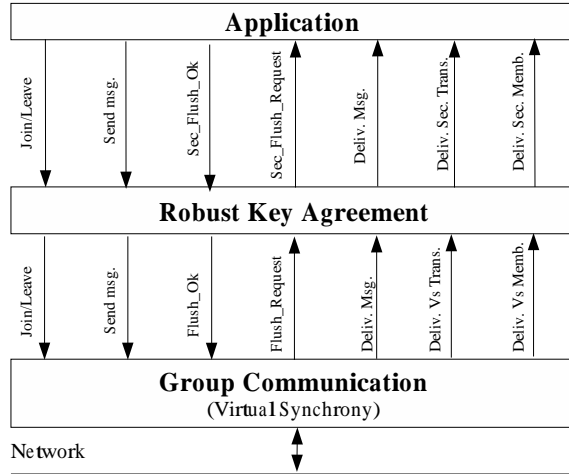 Application
Join/Leave
Send msg.
Sec_Flush_Ok
Sec_Flush_Request
Deliv. Msg.
Deliv. Sec. Trans.
Deliv. Sec. Memb.
Robust Key Agreement
Join/Leave
Send msg.
Flush_Ok
Flush_Request
Deliv. Msg.
Deliv. Vs Trans.
Deliv. Vs Memb.
Group Communication
(Virtual Synchrony)
Network